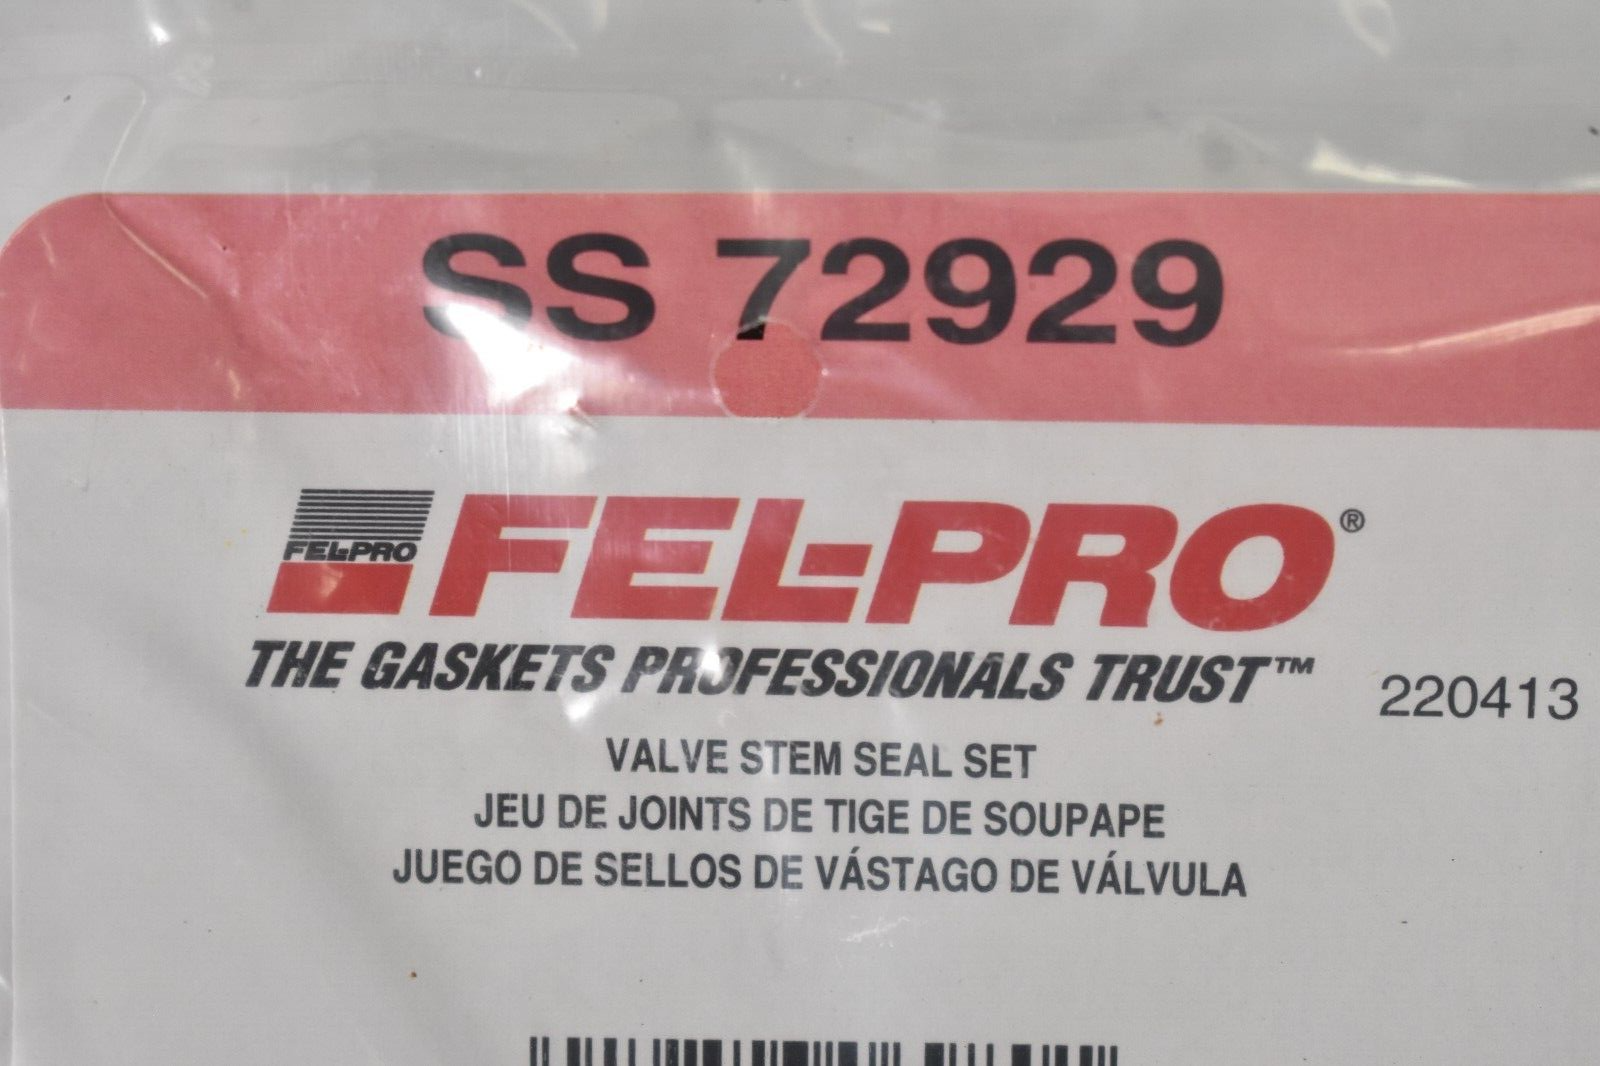 SS 72929
FEL-PRO
FEL-PRO®
THE GASKETS PROFESSIONALS TRUST™
220413
VALVE STEM SEAL SET
JEU DE JOINTS DE TIGE DE SOUPAPE
JUEGO DE SELLOS DE VÁSTAGO DE VÁLVULA